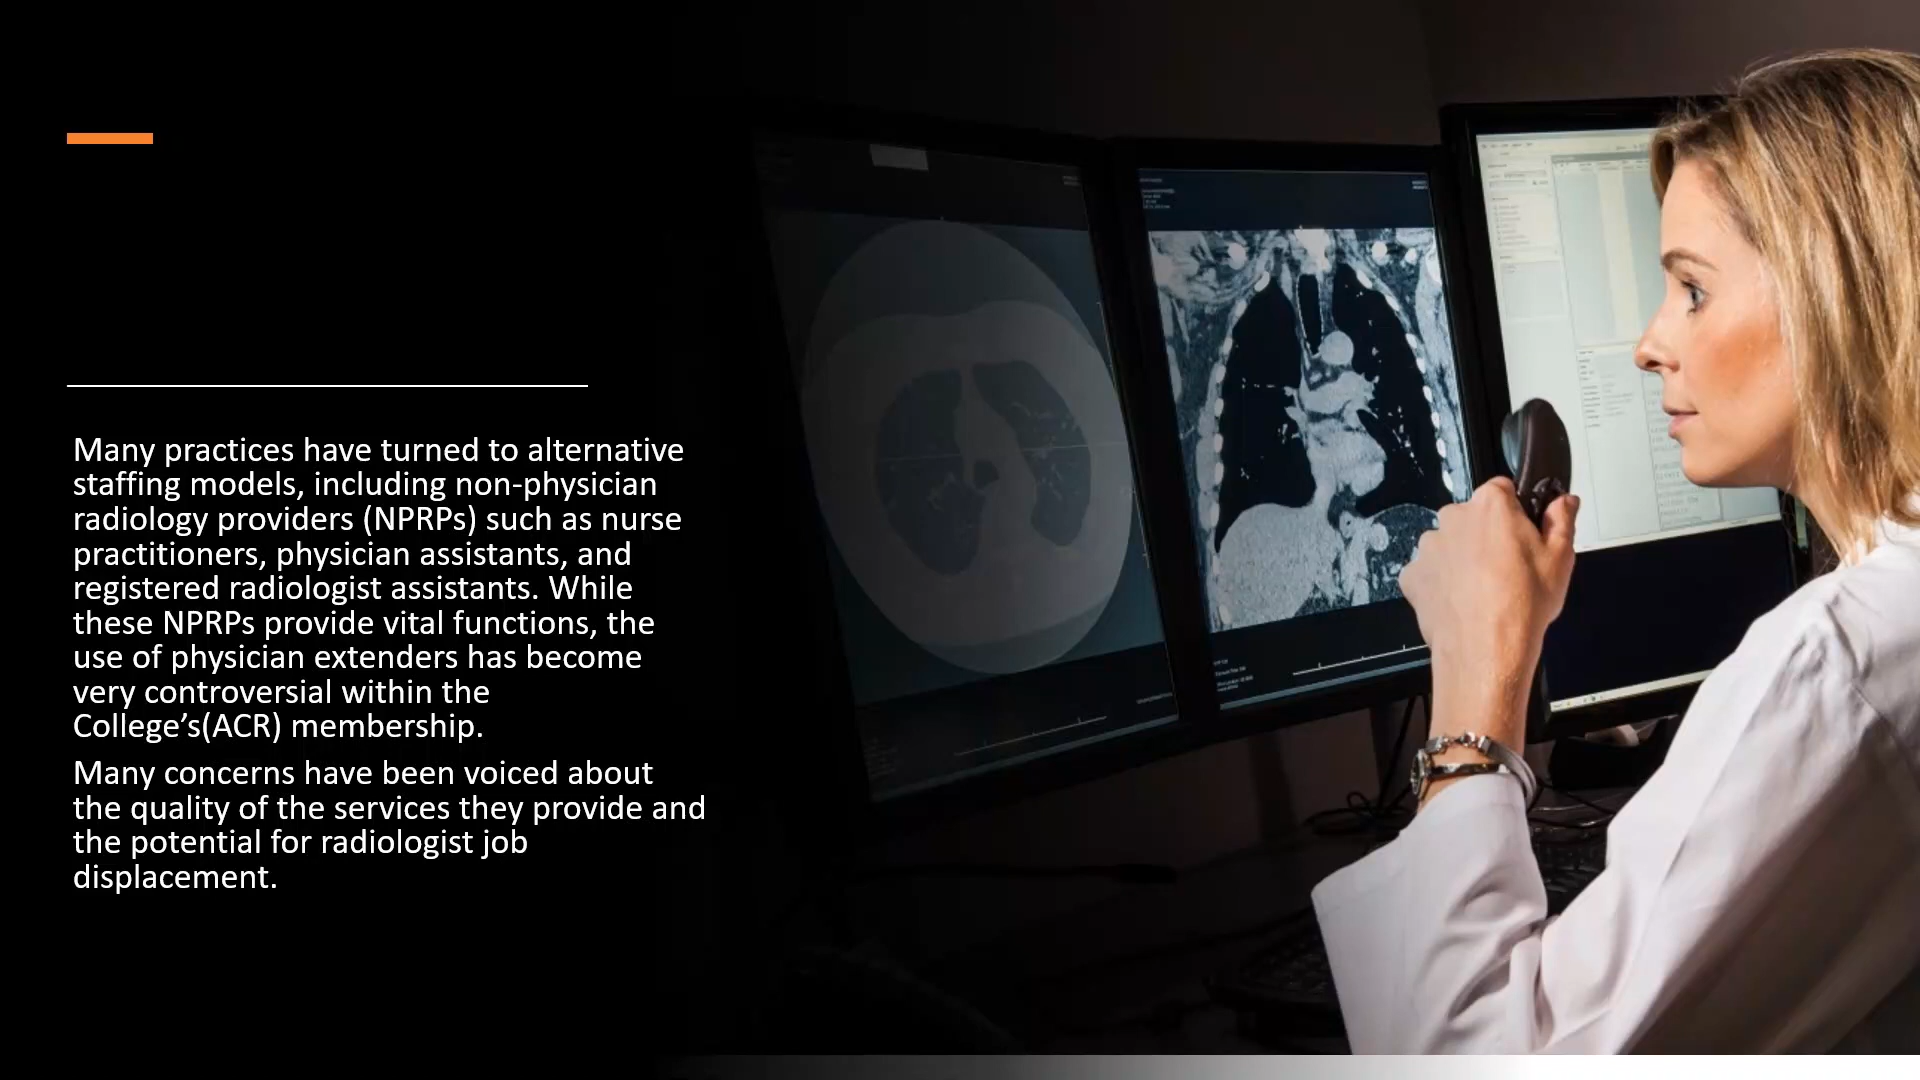 Many practices have turned to alternative
staffing models, including non-physician
radiology providers (NPRPs) such as nurse
practitioners, physician assistants, and
registered radiologist assistants. While
these NPRPs provide vital functions, the
use of physician extenders has become
very controversial within the
College’s(ACR) membership.
Many concerns have been voiced about
the quality of the services they provide and
the potential for radiologist job
displacement.